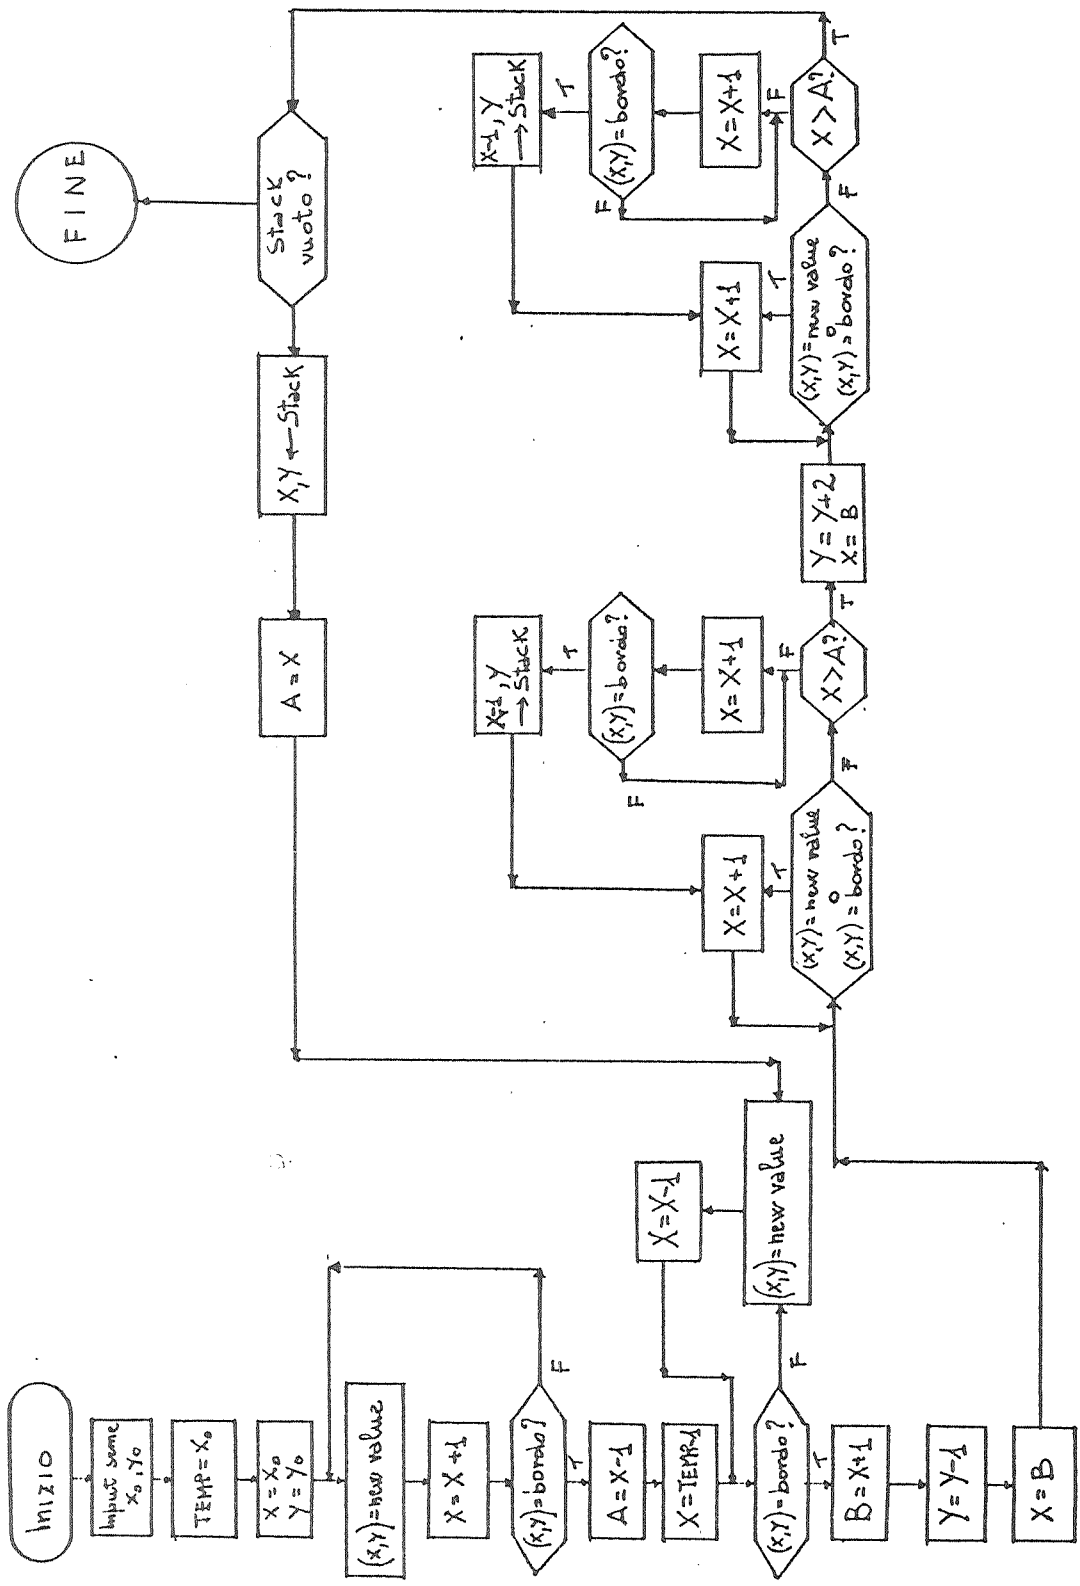 INIZIO
Input seme
X0, Y0
TEMP = X0
X = X0
Y = Y0
(X,Y) = new value
X = X + 1
(X,Y) = bordo?
F
T
A = X-1
X = TEMP-1
(X,Y) = bordo?
F
T
B = X+1
Y = Y-1
X = B
X = X-1
(X,Y) = new value
(X,Y) = new value
o
(X,Y) = bordo?
T
F
X = X+1
X > A?
F
T
X = X+1
(X,Y) = bordo?
F
T
X-1, Y
→ Stack
Y = Y+2
X = B
(X,Y) = new value
o
(X,Y) = bordo?
T
F
X = X+1
X > A?
F
T
X = X+1
(X,Y) = bordo?
F
T
X-1, Y
→ Stack
Stack
vuoto?
FINE
X,Y ← Stack
A = X